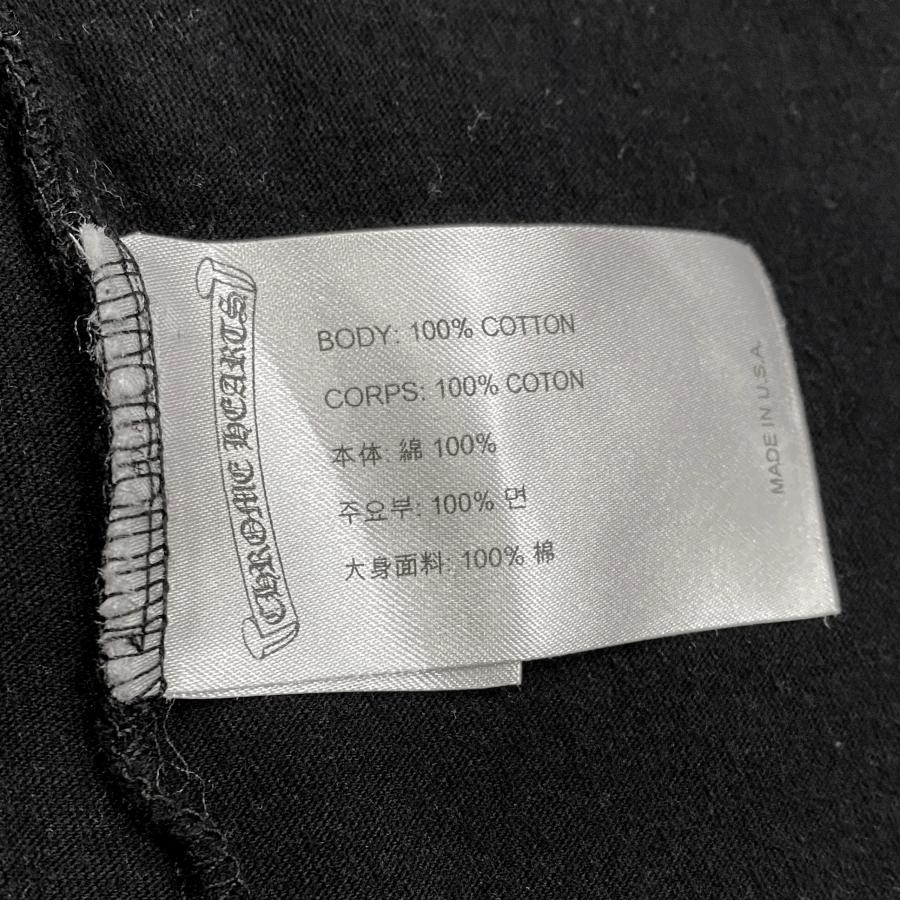 CHROME HEARTS
BODY: 100% COTTON
CORPS: 100% COTON
本体: 綿 100%
주요부: 100% 면
大身面料: 100% 棉
MADE IN U.S.A.